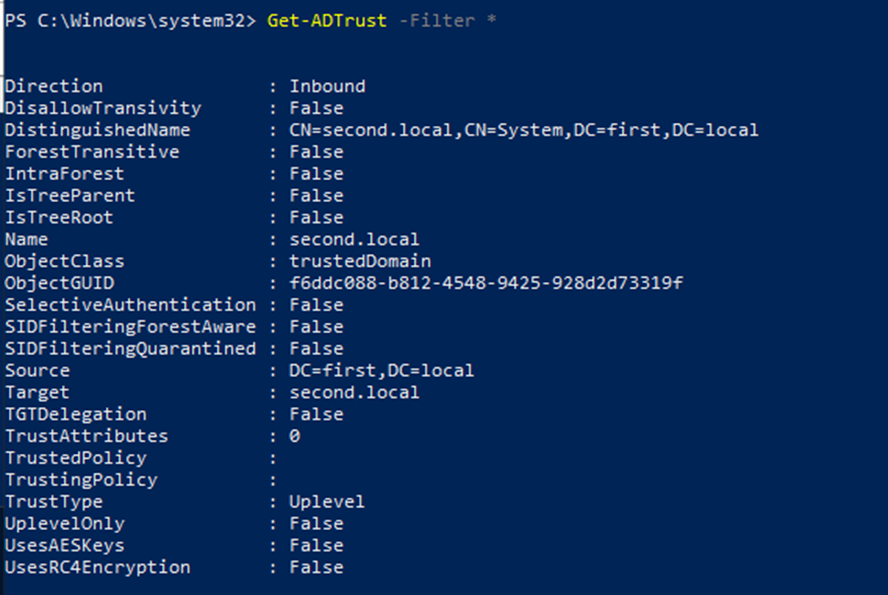 PS C:\Windows\system32> Get-ADTrust -Filter *
Direction : Inbound
DisallowTransivity : False
DistinguishedName : CN=second.local,CN=System,DC=first,DC=local
ForestTransitive : False
IntraForest : False
IsTreeParent : False
IsTreeRoot : False
Name : second.local
ObjectClass : trustedDomain
ObjectGUID : f6ddc088-b812-4548-9425-928d2d73319f
SelectiveAuthentication : False
SIDFilteringForestAware : False
SIDFilteringQuarantined : False
Source : DC=first,DC=local
Target : second.local
TGTDelegation : False
TrustAttributes : 0
TrustedPolicy :
TrustingPolicy :
TrustType : Uplevel
UplevelOnly : False
UsesAESKeys : False
UsesRC4Encryption : False